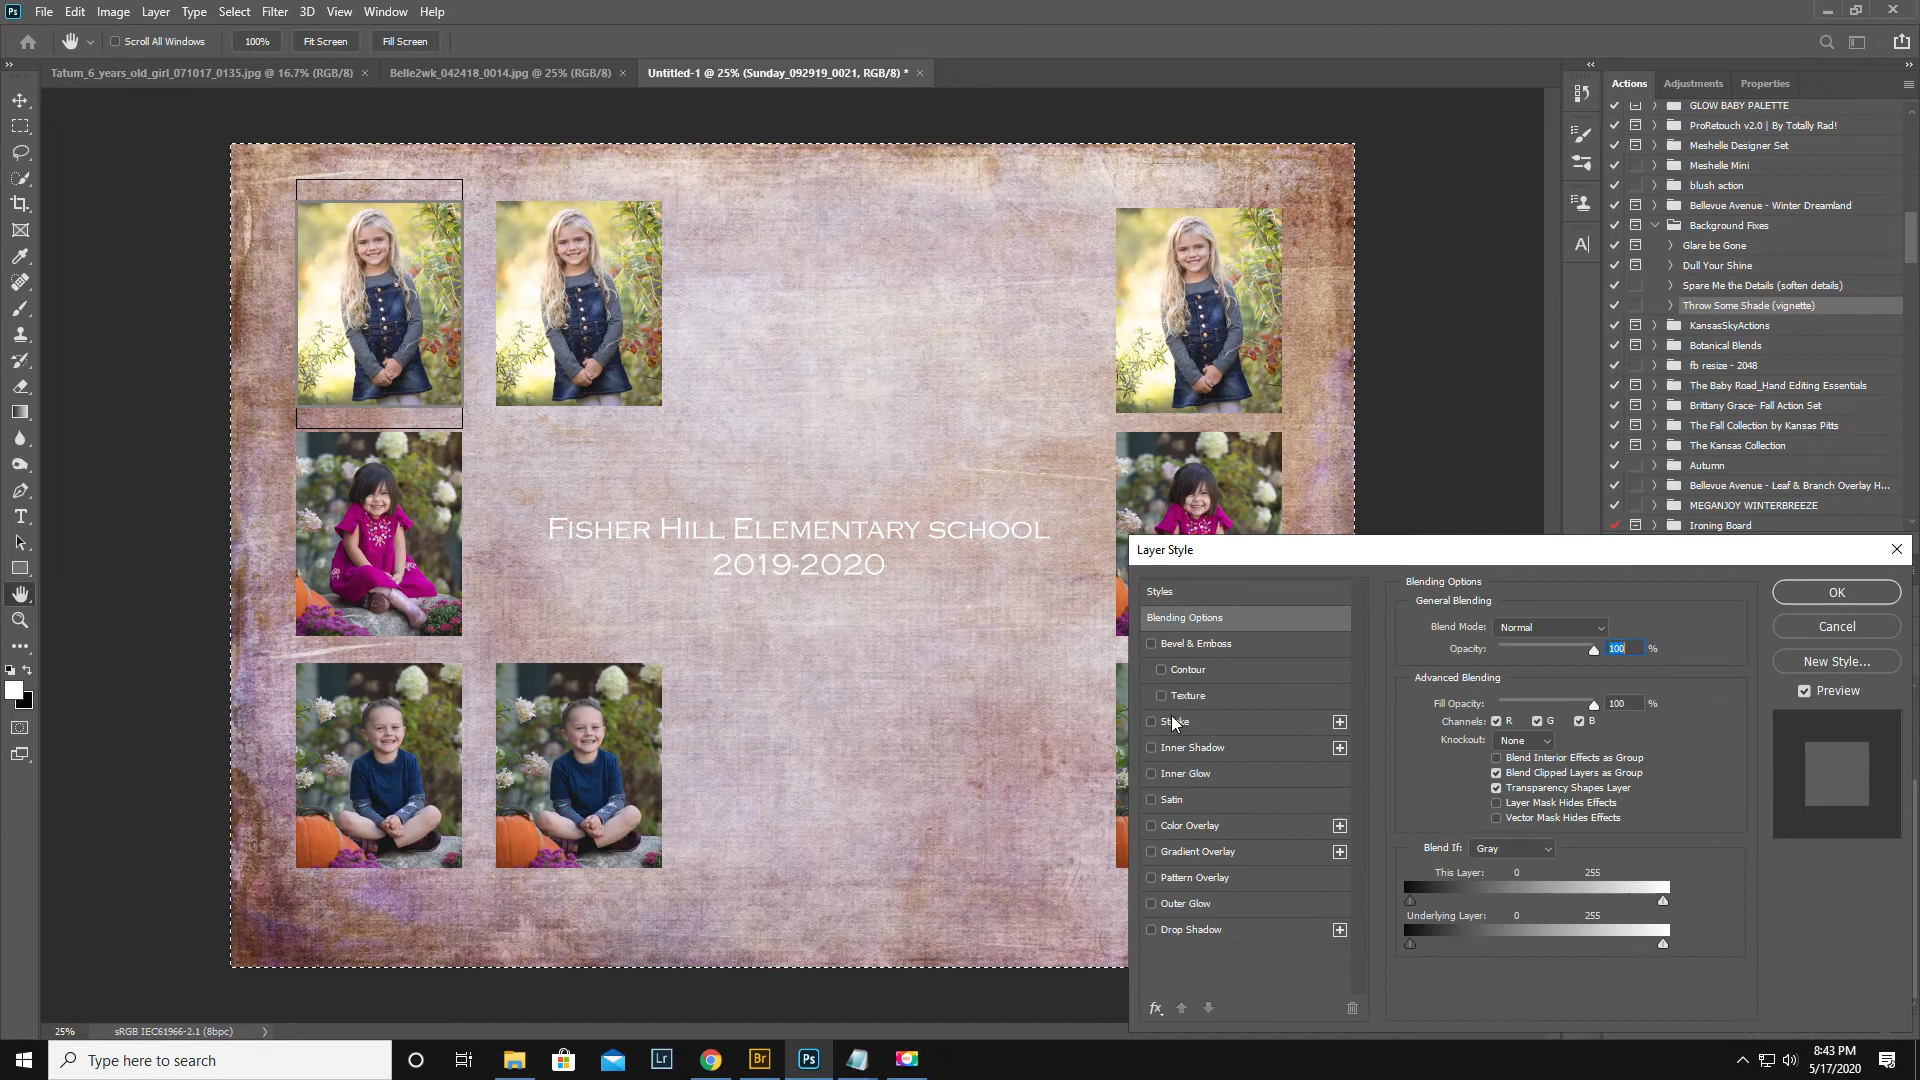 Ps File Edit Image Layer Type Select Filter 3D View Window Help
Scroll All Windows 100% Fit Screen Fill Screen
Tatum_6_years_old_girl_071017_0135.jpg @ 16.7% (RGB/8) × Belle2wk_042418_0014.jpg @ 25% (RGB/8) × Untitled-1 @ 25% (Sunday_092919_0021, RGB/8) * ×
Actions Adjustments Properties
GLOW BABY PALETTE
ProRetouch v2.0 | By Totally Rad!
Meshelle Designer Set
Meshelle Mini
blush action
Bellevue Avenue - Winter Dreamland
Background Fixes
Glare be Gone
Dull Your Shine
Spare Me the Details (soften details)
Throw Some Shade (vignette)
KansasSkyActions
Botanical Blends
fb resize - 2048
The Baby Road_Hand Editing Essentials
Brittany Grace- Fall Action Set
The Fall Collection by Kansas Pitts
The Kansas Collection
Autumn
Bellevue Avenue - Leaf & Branch Overlay H...
MEGANJOY WINTERBREEZE
Ironing Board
Fisher Hill Elementary school
2019-2020
Layer Style
Styles
Blending Options
Bevel & Emboss
Contour
Texture
Stroke
Inner Shadow
Inner Glow
Satin
Color Overlay
Gradient Overlay
Pattern Overlay
Outer Glow
Drop Shadow
fx
Blending Options
General Blending
Blend Mode: Normal
Opacity: 100 %
Advanced Blending
Fill Opacity: 100 %
Channels: R G B
Knockout: None
Blend Interior Effects as Group
Blend Clipped Layers as Group
Transparency Shapes Layer
Layer Mask Hides Effects
Vector Mask Hides Effects
Blend If: Gray
This Layer: 0 255
Underlying Layer: 0 255
OK
Cancel
New Style...
Preview
25% sRGB IEC61966-2.1 (8bpc)
Type here to search
Lr Br Ps
8:43 PM
5/17/2020